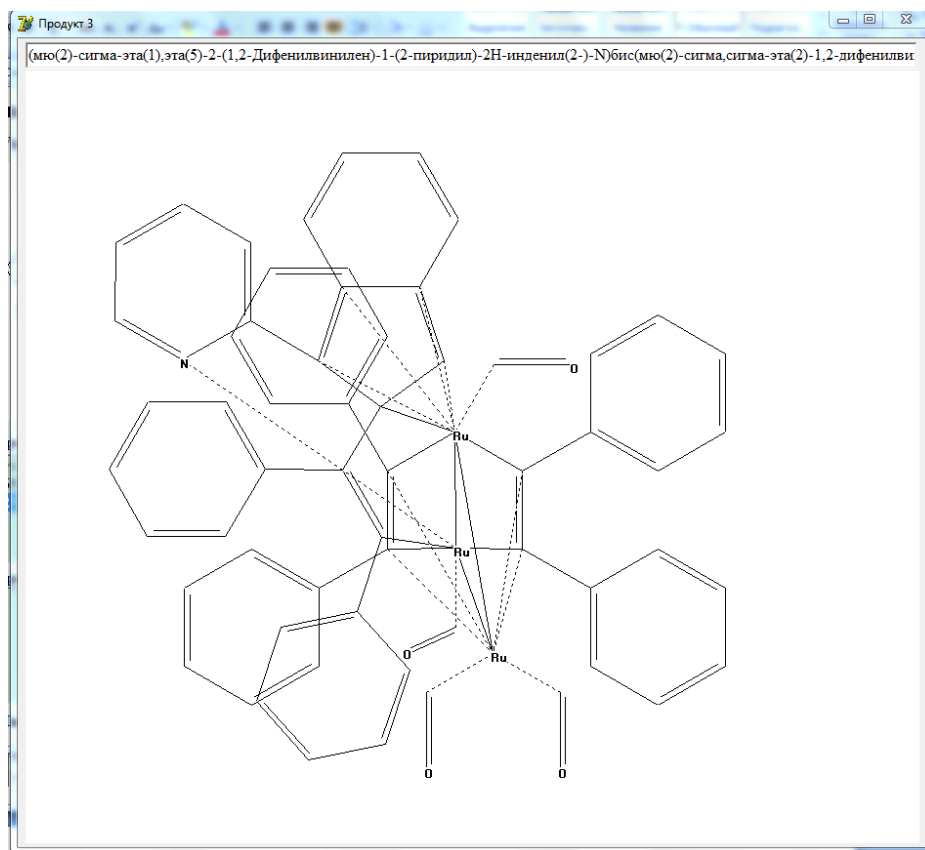 Продукт 3
(мю(2)-сигма-эта(1),эта(5)-2-(1,2-Дифенилвинилен)-1-(2-пиридил)-2H-инденил(2-)-N)бис(мю(2)-сигма,сигма-эта(2)-1,2-дифенилви
N
O
Ru
Ru
O
Ru
O
O